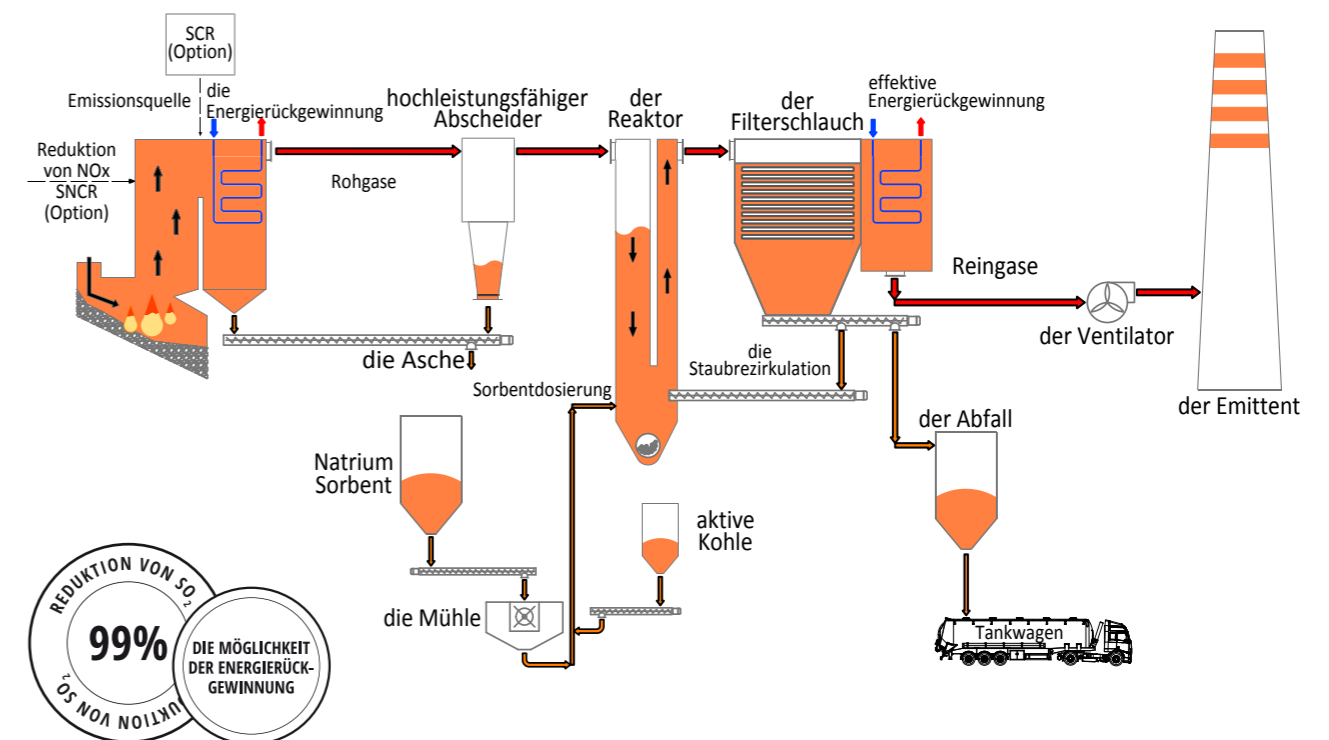 SCR
(Option)
Emissionsquelle
die
Energierückgewinnung
hochleistungsfähiger
Abscheider
der
Reaktor
der
Filterschlauch
effektive
Energierückgewinnung
Reduktion
von NOx
SNCR
(Option)
Rohgase
Reingase
der Ventilator
der Emittent
die Asche
die
Staubrezirkulation
Sorbentdosierung
der Abfall
Natrium
Sorbent
aktive
Kohle
die Mühle
Tankwagen
REDUKTION VON SO2
99%
DUKTION VON SO2
DIE MÖGLICHKEIT
DER ENERGIERÜCK-
GEWINNUNG